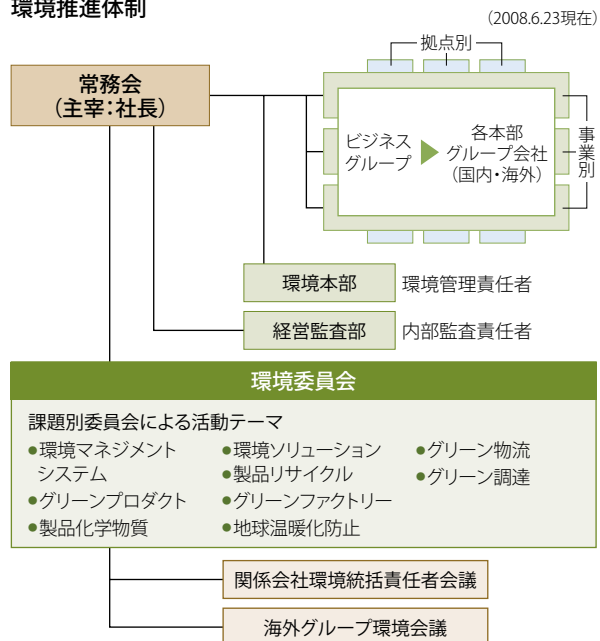 環境推進体制
(2008.6.23現在)
拠点別
常務会
(主宰:社長)
ビジネス
グループ
各本部
グループ会社
(国内・海外)
事業別
環境本部
環境管理責任者
経営監査部
内部監査責任者
環境委員会
課題別委員会による活動テーマ
●環境マネジメント
システム
●グリーンプロダクト
●製品化学物質
●環境ソリューション
●製品リサイクル
●グリーンファクトリー
●地球温暖化防止
●グリーン物流
●グリーン調達
関係会社環境統括責任者会議
海外グループ環境会議